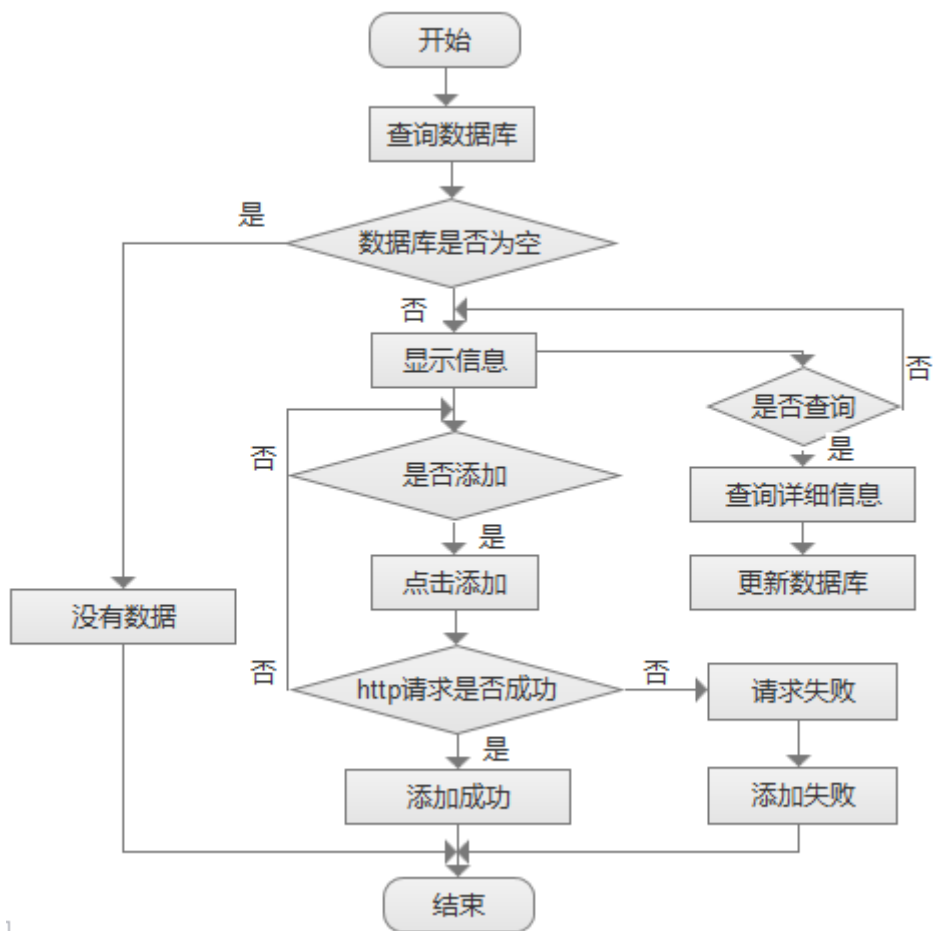 开始
查询数据库
是
数据库是否为空
否
显示信息
否
是否查询
否
是否添加
是
查询详细信息
是
点击添加
更新数据库
没有数据
否
http请求是否成功
否
请求失败
是
添加成功
添加失败
结束